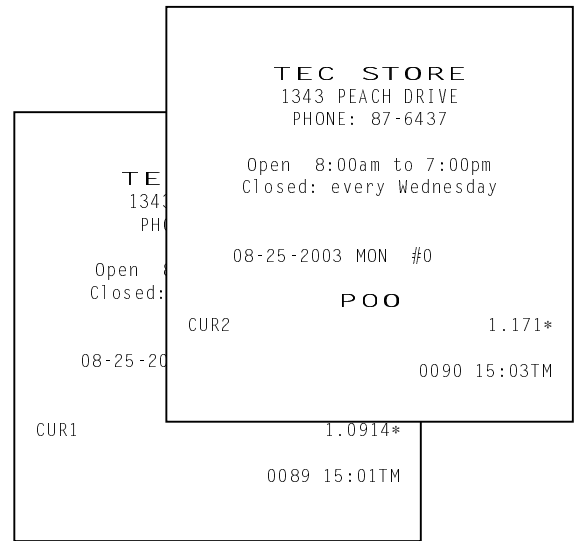 TEC STORE
1343 PEACH DRIVE
PHONE: 87-6437
Open 8:00am to 7:00pm
Closed: every Wednesday
08-25-2003 MON #0
POO
CUR2 1.171*
0090 15:03TM
TE
134
PH
Open
Closed:
08-25-20
CUR1 1.0914*
0089 15:01TM